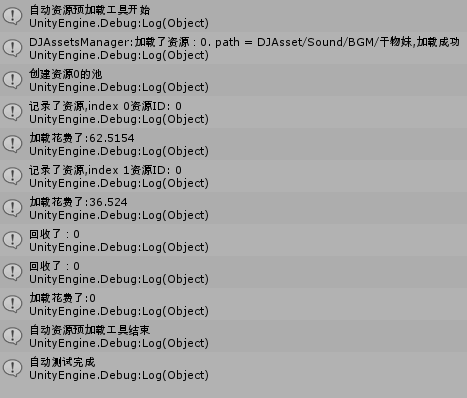 自动资源预加载工具开始
UnityEngine.Debug:Log(Object)
DJAssetsManager:加载了资源：0. path = DJAsset/Sound/BGM/干物妹,加载成功
UnityEngine.Debug:Log(Object)
创建资源0的池
UnityEngine.Debug:Log(Object)
记录了资源,index 0资源ID: 0
UnityEngine.Debug:Log(Object)
加载花费了:62.5154
UnityEngine.Debug:Log(Object)
记录了资源,index 1资源ID: 0
UnityEngine.Debug:Log(Object)
加载花费了:36.524
UnityEngine.Debug:Log(Object)
回收了：0
UnityEngine.Debug:Log(Object)
回收了：0
UnityEngine.Debug:Log(Object)
加载花费了:0
UnityEngine.Debug:Log(Object)
自动资源预加载工具结束
UnityEngine.Debug:Log(Object)
自动测试完成
UnityEngine.Debug:Log(Object)